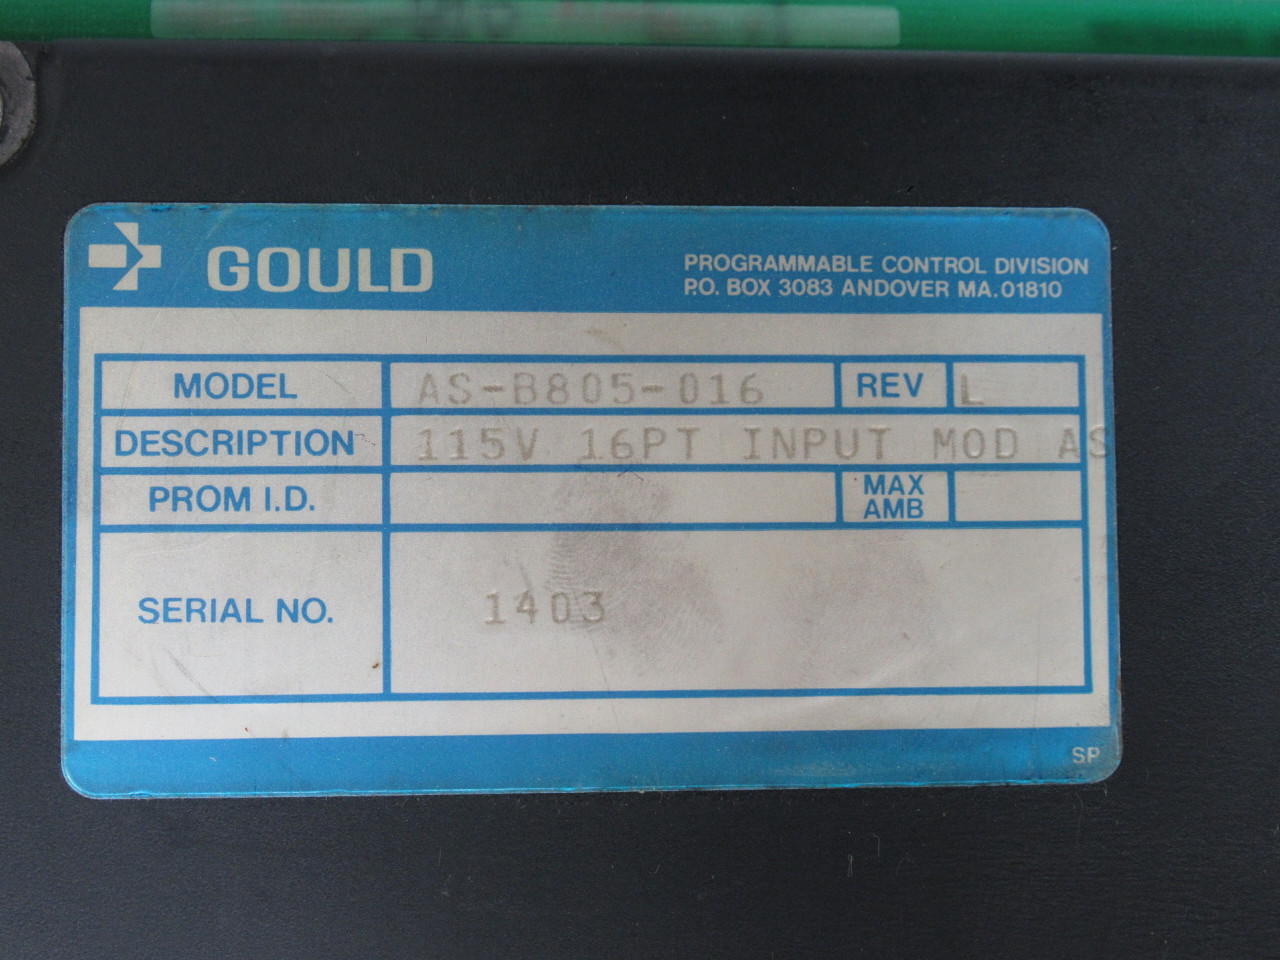 GOULD
PROGRAMMABLE CONTROL DIVISION
P.O. BOX 3083 ANDOVER MA. 01810
MODEL AS-B805-016 REV L
DESCRIPTION 115V 16PT INPUT MOD AS
PROM I.D. MAX AMB
SERIAL NO. 1403
SP